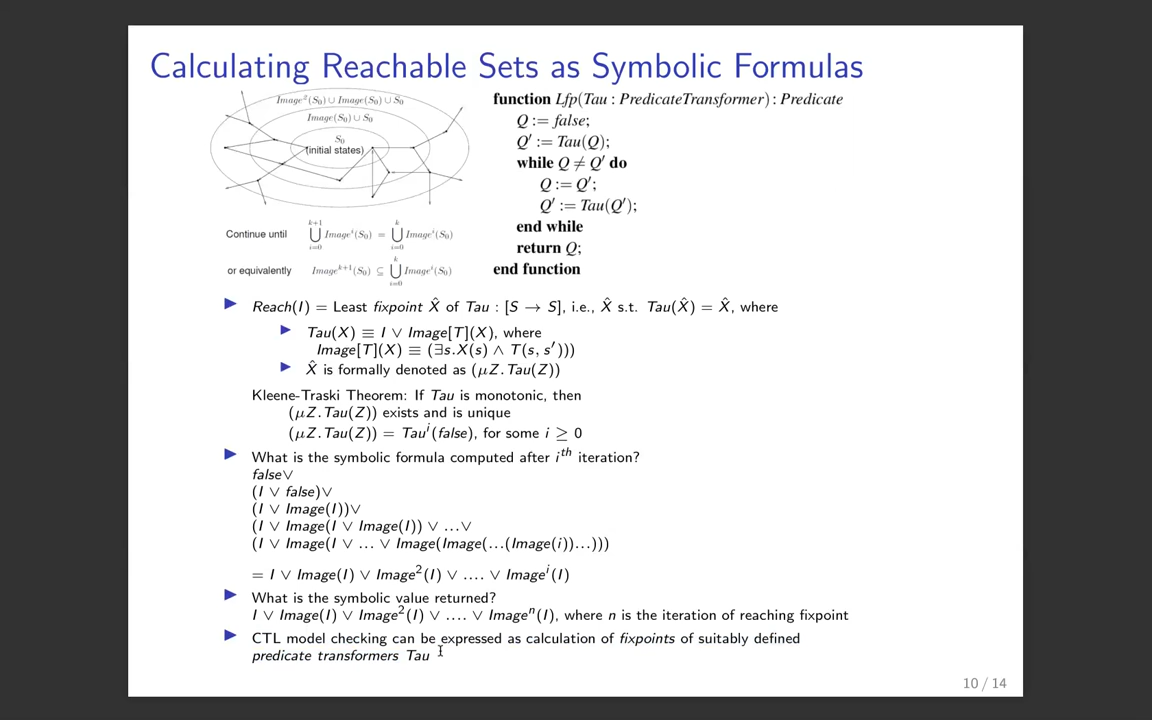 Calculating Reachable Sets as Symbolic Formulas
Image²(S₀) ∪ Image(S₀) ∪ S₀
Image(S₀) ∪ S₀
S₀
(initial states)
Continue until ⋃_{i=0}^{k+1} Imageⁱ(S₀) = ⋃_{i=0}^{k} Imageⁱ(S₀)
or equivalently Image^{k+1}(S₀) ⊆ ⋃_{i=0}^{k} Imageⁱ(S₀)
function Lfp(Tau : PredicateTransformer) : Predicate
Q := false;
Q′ := Tau(Q);
while Q ≠ Q′ do
Q := Q′;
Q′ := Tau(Q′);
end while
return Q;
end function
Reach(I) = Least fixpoint X̂ of Tau : [S → S], i.e., X̂ s.t. Tau(X̂) = X̂, where
Tau(X) ≡ I ∨ Image[T](X), where
Image[T](X) ≡ (∃s.X(s) ∧ T(s, s′)))
X̂ is formally denoted as (μZ.Tau(Z))
Kleene-Traski Theorem: If Tau is monotonic, then
(μZ.Tau(Z)) exists and is unique
(μZ.Tau(Z)) = Tauⁱ(false), for some i ≥ 0
What is the symbolic formula computed after i^{th} iteration?
false∨
(I ∨ false)∨
(I ∨ Image(I))∨
(I ∨ Image(I ∨ Image(I)) ∨ ...∨
(I ∨ Image(I ∨ ... ∨ Image(Image(...(Image(i))...)))
= I ∨ Image(I) ∨ Image²(I) ∨ .... ∨ Imageⁱ(I)
What is the symbolic value returned?
I ∨ Image(I) ∨ Image²(I) ∨ .... ∨ Imageⁿ(I), where n is the iteration of reaching fixpoint
CTL model checking can be expressed as calculation of fixpoints of suitably defined
predicate transformers Tau
10 / 14